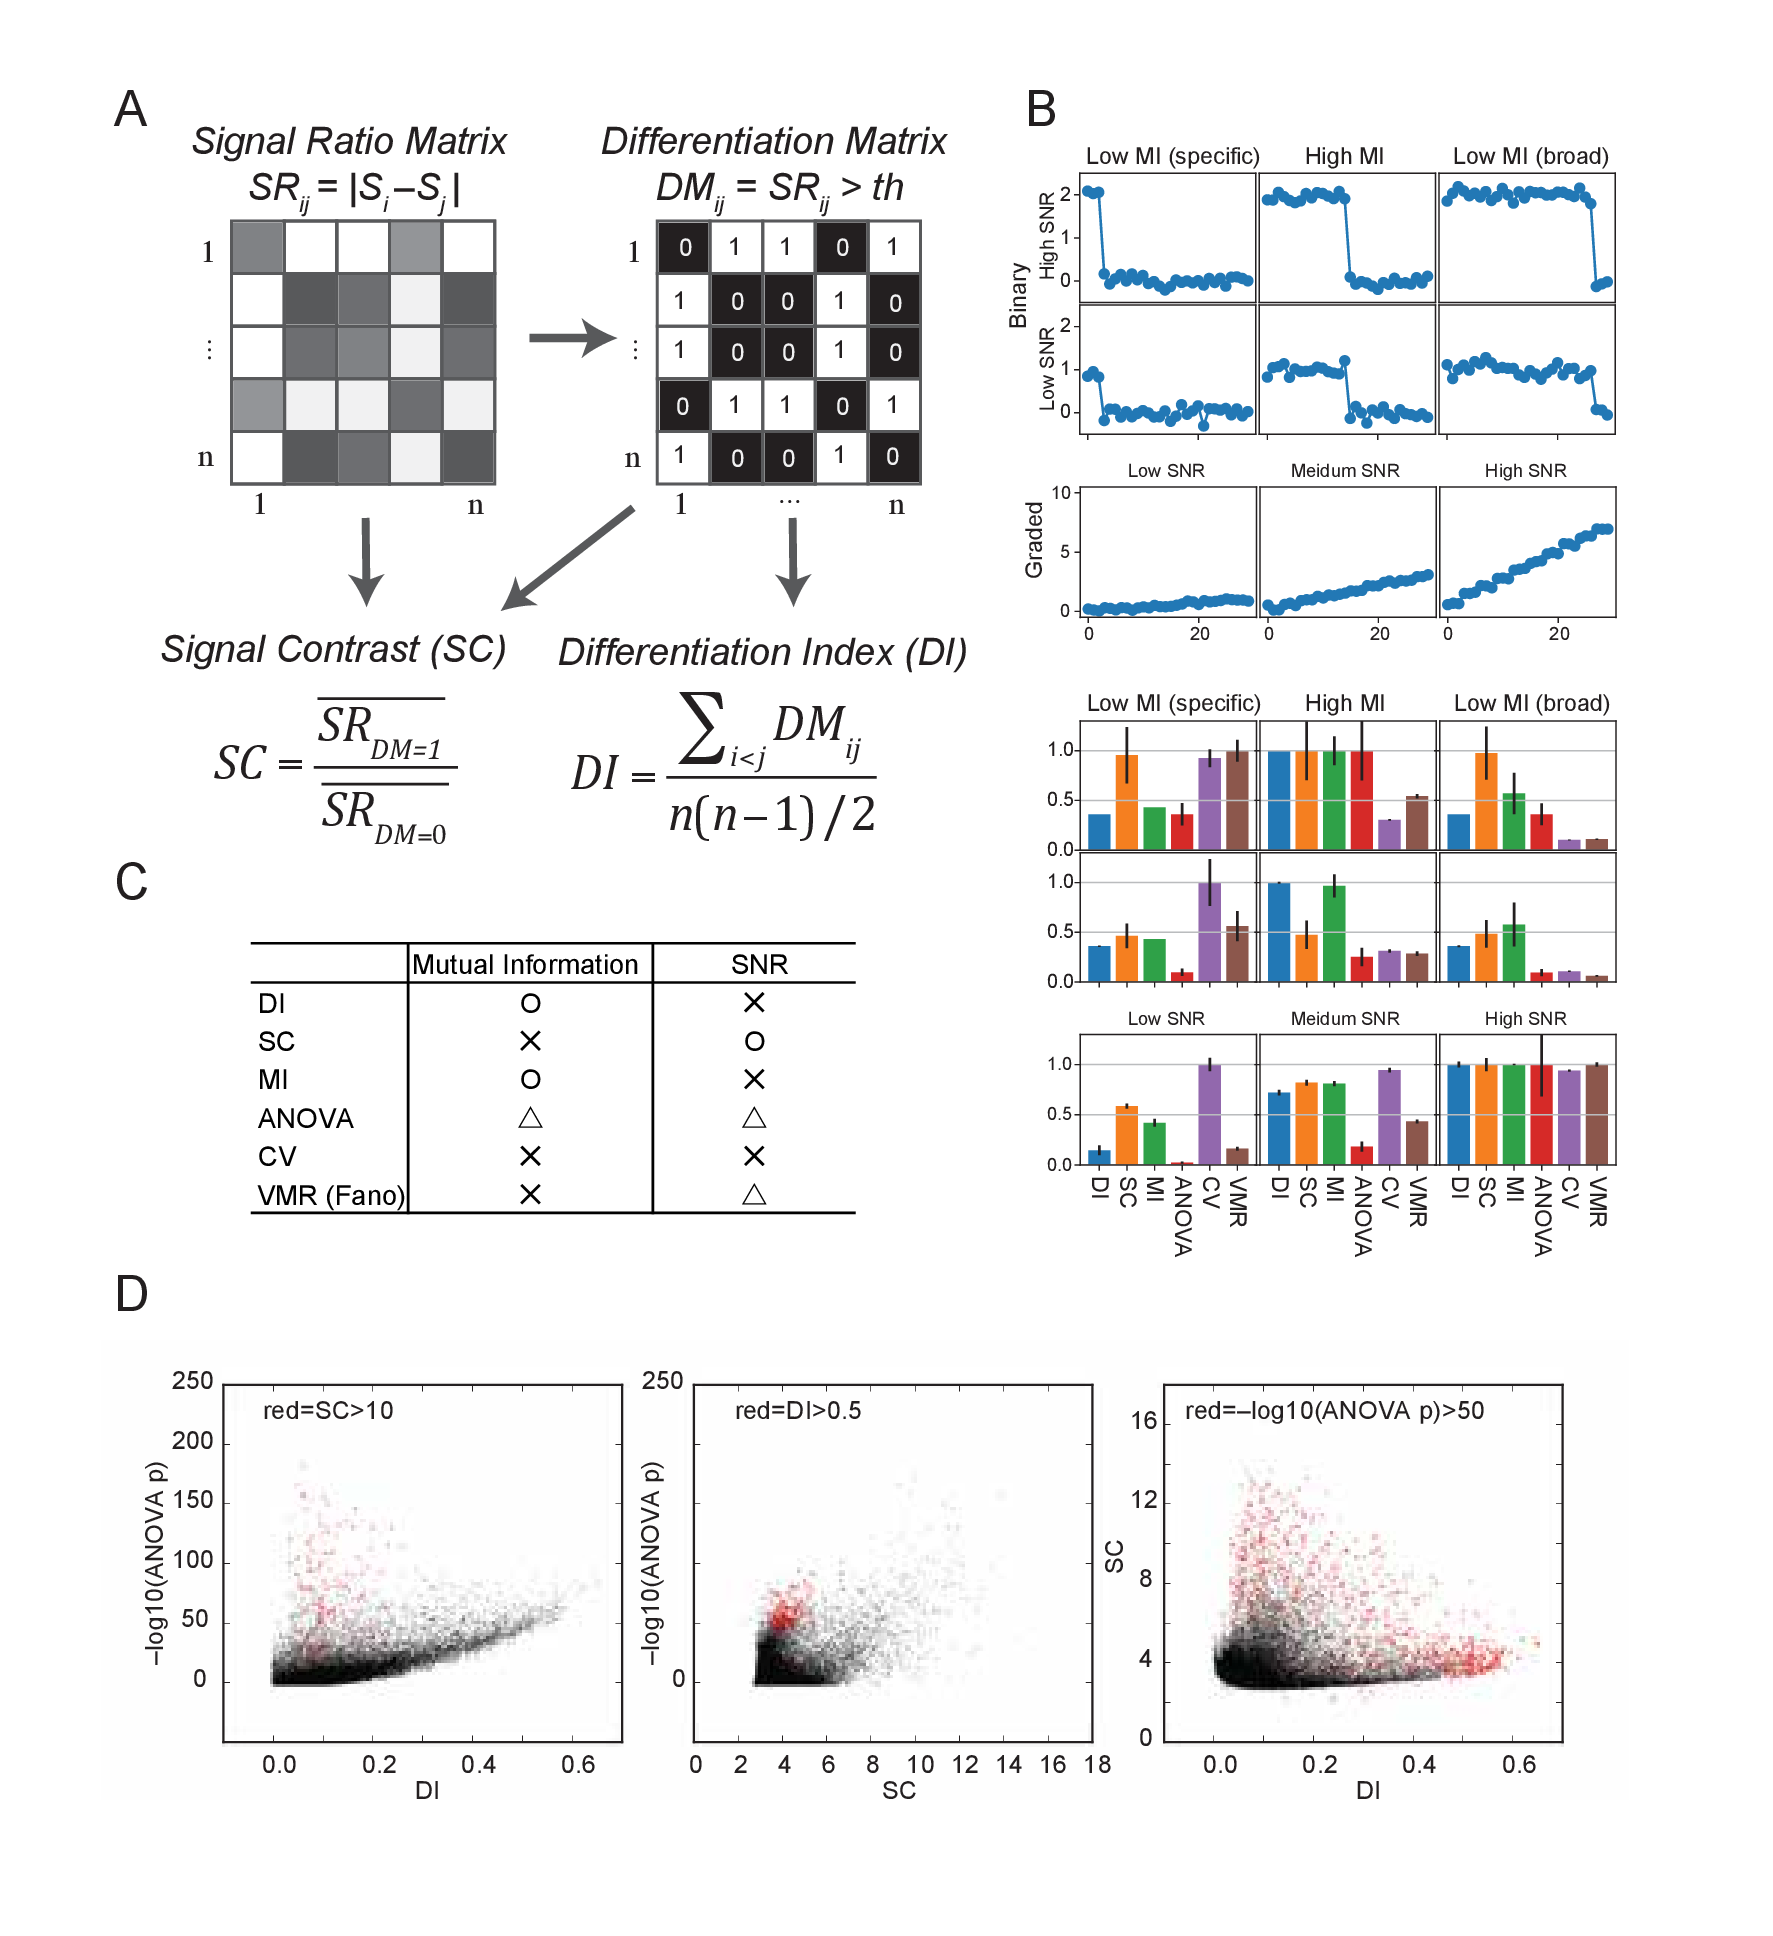 A
Signal Ratio Matrix
SRij = |Si –Sj|
1
⋮
n
1
n
Differentiation Matrix
DMij = SRij > th
1
⋮
n
0 1 1 0 1
1 0 0 1 0
1 0 0 1 0
0 1 1 0 1
1 0 0 1 0
1 ... n
Signal Contrast (SC)
SC = SR DM=1 / SR DM=0
Differentiation Index (DI)
DI = ∑i<j DMij / n(n−1)/2
B
Low MI (specific) High MI Low MI (broad)
Binary
High SNR
2
1
0
Low SNR
2
1
0
Low SNR Meidum SNR High SNR
Graded
10
5
0
0 20 0 20 0 20
Low MI (specific) High MI Low MI (broad)
1.0
0.5
0.0
1.0
0.5
0.0
Low SNR Meidum SNR High SNR
1.0
0.5
0.0
DI SC MI ANOVA CV VMR DI SC MI ANOVA CV VMR DI SC MI ANOVA CV VMR
C
Mutual Information SNR
DI O ×
SC × O
MI O ×
ANOVA △ △
CV × ×
VMR (Fano) × △
D
–log10(ANOVA p)
250
200
150
100
50
0
red=SC>10
0.0 0.2 0.4 0.6
DI
–log10(ANOVA p)
250
0
red=DI>0.5
0 2 4 6 8 10 12 14 16 18
SC
SC
16
12
8
4
0
red=–log10(ANOVA p)>50
0.0 0.2 0.4 0.6
DI